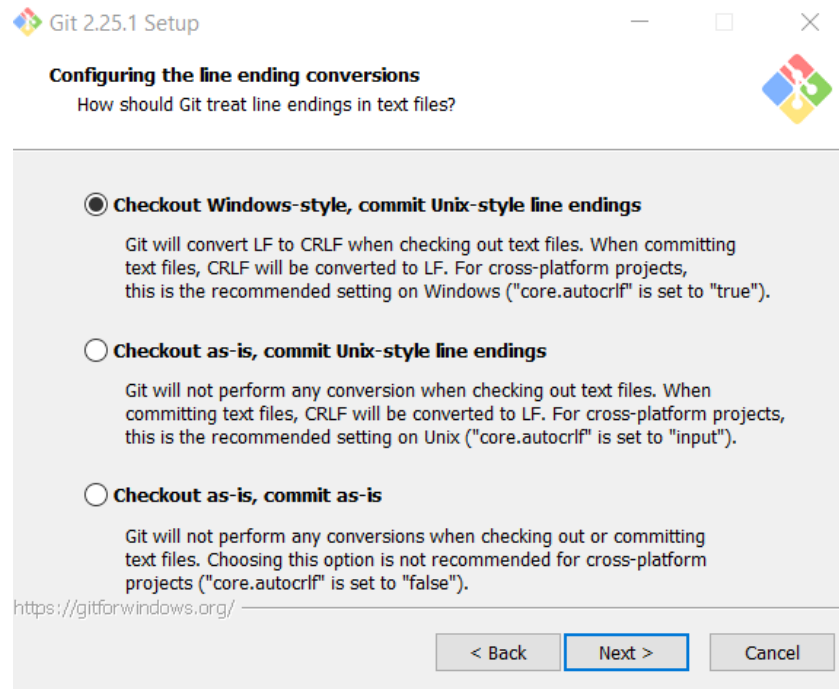 Git 2.25.1 Setup
Configuring the line ending conversions
How should Git treat line endings in text files?
Checkout Windows-style, commit Unix-style line endings
Git will convert LF to CRLF when checking out text files. When committing
text files, CRLF will be converted to LF. For cross-platform projects,
this is the recommended setting on Windows ("core.autocrlf" is set to "true").
Checkout as-is, commit Unix-style line endings
Git will not perform any conversion when checking out text files. When
committing text files, CRLF will be converted to LF. For cross-platform projects,
this is the recommended setting on Unix ("core.autocrlf" is set to "input").
Checkout as-is, commit as-is
Git will not perform any conversions when checking out or committing
text files. Choosing this option is not recommended for cross-platform
projects ("core.autocrlf" is set to "false").
https://gitforwindows.org/
< Back
Next >
Cancel